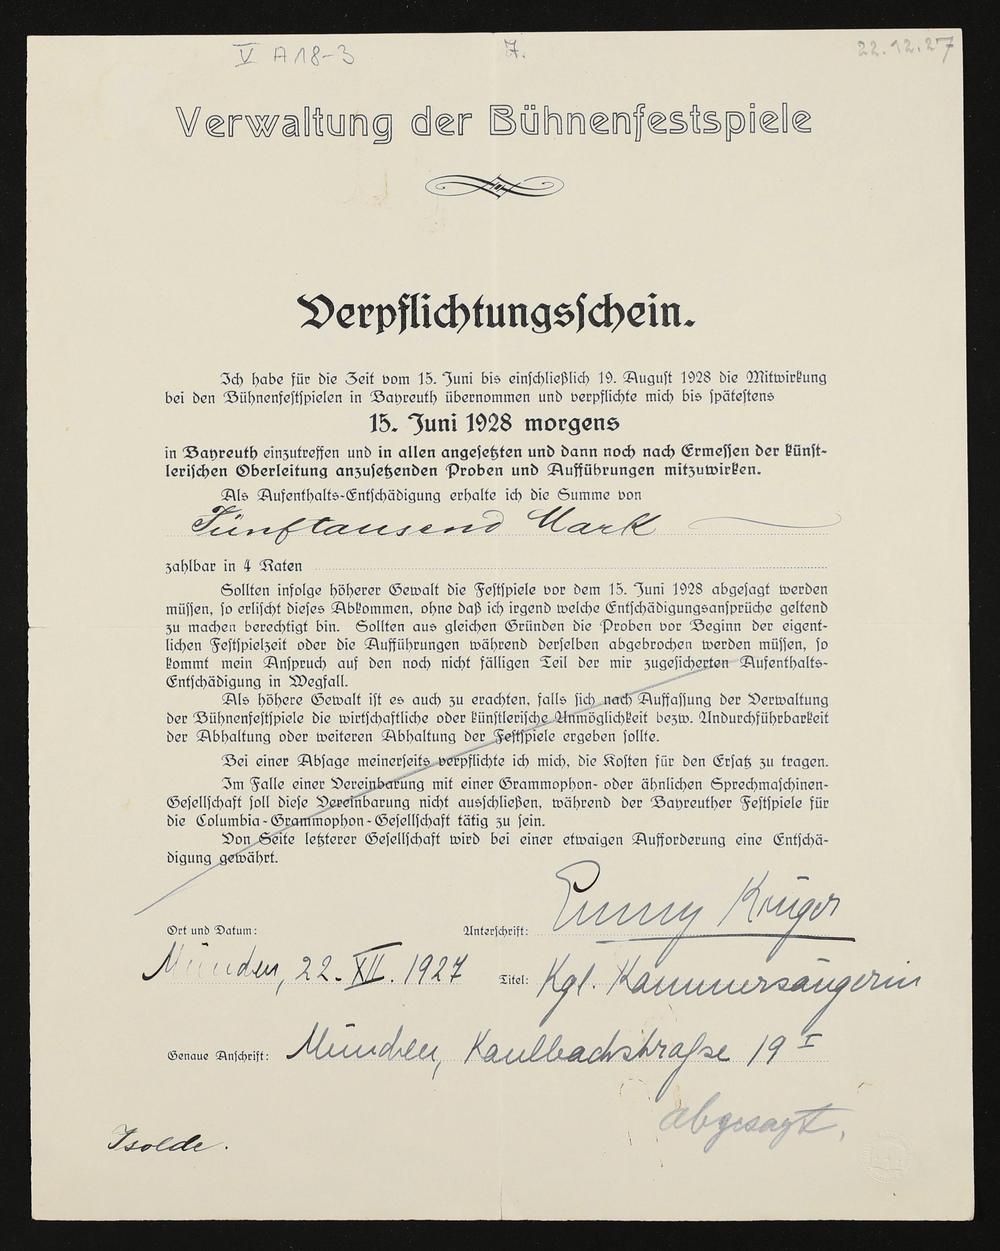 V A18-3
7.
22.12.27
Verwaltung der Bühnenfestspiele
Verpflichtungsschein.
Ich habe für die Zeit vom 15. Juni bis einschließlich 19. August 1928 die Mitwirkung
bei den Bühnenfestspielen in Bayreuth übernommen und verpflichte mich bis spätestens
15. Juni 1928 morgens
in Bayreuth einzutreffen und in allen angesetzten und dann noch nach Ermessen der künst-
lerischen Oberleitung anzusetzenden Proben und Aufführungen mitzuwirken.
Als Aufenthalts-Entschädigung erhalte ich die Summe von
Fünftausend Mark
zahlbar in 4 Raten
Sollten infolge höherer Gewalt die Festspiele vor dem 15. Juni 1928 abgesagt werden
müssen, so erlischt dieses Abkommen, ohne daß ich irgend welche Entschädigungsansprüche geltend
zu machen berechtigt bin. Sollten aus gleichen Gründen die Proben vor Beginn der eigent-
lichen Festspielzeit oder die Aufführungen während derselben abgebrochen werden müssen, so
kommt mein Anspruch auf den noch nicht fälligen Teil der mir zugesicherten Aufenthalts-
Entschädigung in Wegfall.
Als höhere Gewalt ist es auch zu erachten, falls sich nach Auffassung der Verwaltung
der Bühnenfestspiele die wirtschaftliche oder künstlerische Unmöglichkeit bezw. Undurchführbarkeit
der Abhaltung oder weiteren Abhaltung der Festspiele ergeben sollte.
Bei einer Absage meinerseits verpflichte ich mich, die Kosten für den Ersatz zu tragen.
Im Falle einer Vereinbarung mit einer Grammophon- oder ähnlichen Sprechmaschinen-
Gesellschaft soll diese Vereinbarung nicht ausschließen, während der Bayreuther Festspiele für
die Columbia-Grammophon-Gesellschaft tätig zu sein.
Von Seite letzterer Gesellschaft wird bei einer etwaigen Aufforderung eine Entschä-
digung gewährt.
Ort und Datum:
Unterschrift: Emmy Krüger
München, 22. XII. 1927
Titel: Kgl. Kammersängerin
Genaue Anschrift: München, Kaulbachstraße 19 I
abgesagt,
Isolde.